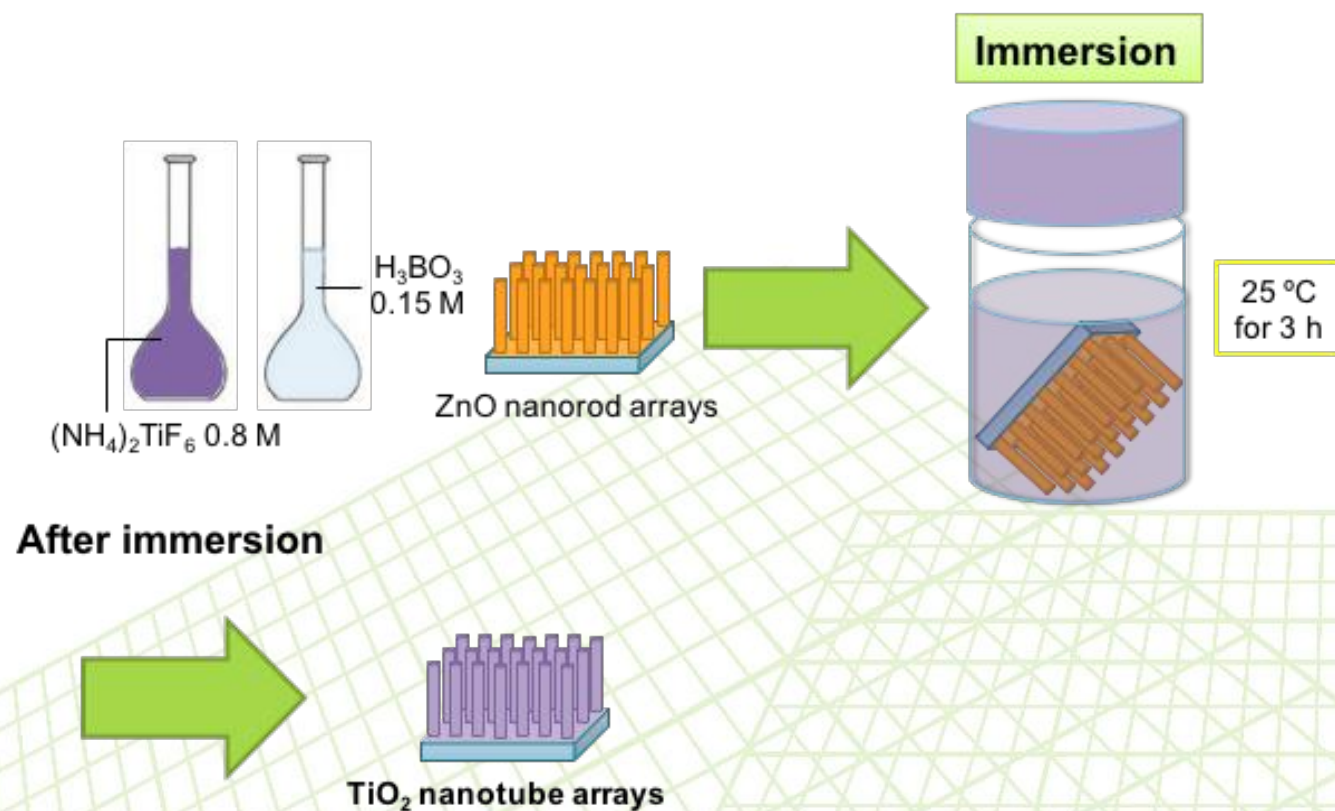 Immersion
H₃BO₃
0.15 M
25 ºC
for 3 h
ZnO nanorod arrays
(NH₄)₂TiF₆ 0.8 M
After immersion
TiO₂ nanotube arrays